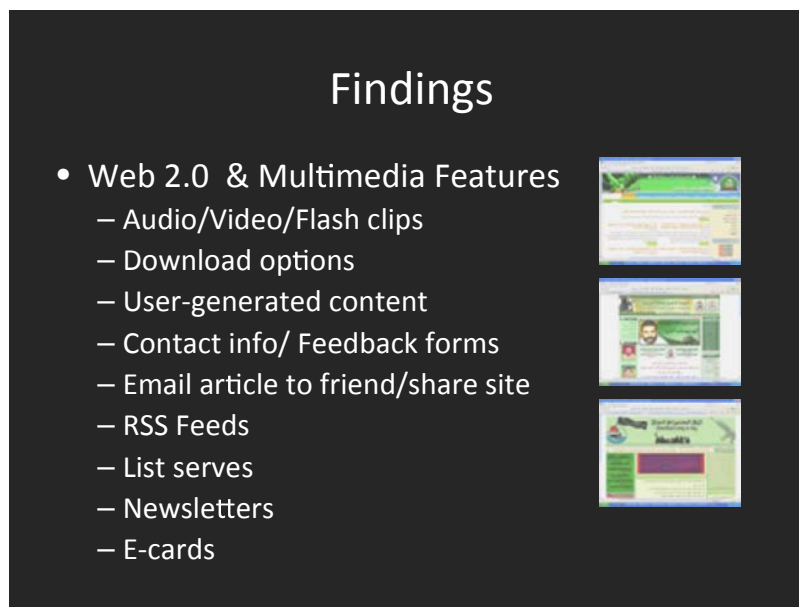 Findings
• Web 2.0 & Multimedia Features
– Audio/Video/Flash clips
– Download options
– User-generated content
– Contact info/ Feedback forms
– Email article to friend/share site
– RSS Feeds
– List serves
– Newsletters
– E-cards